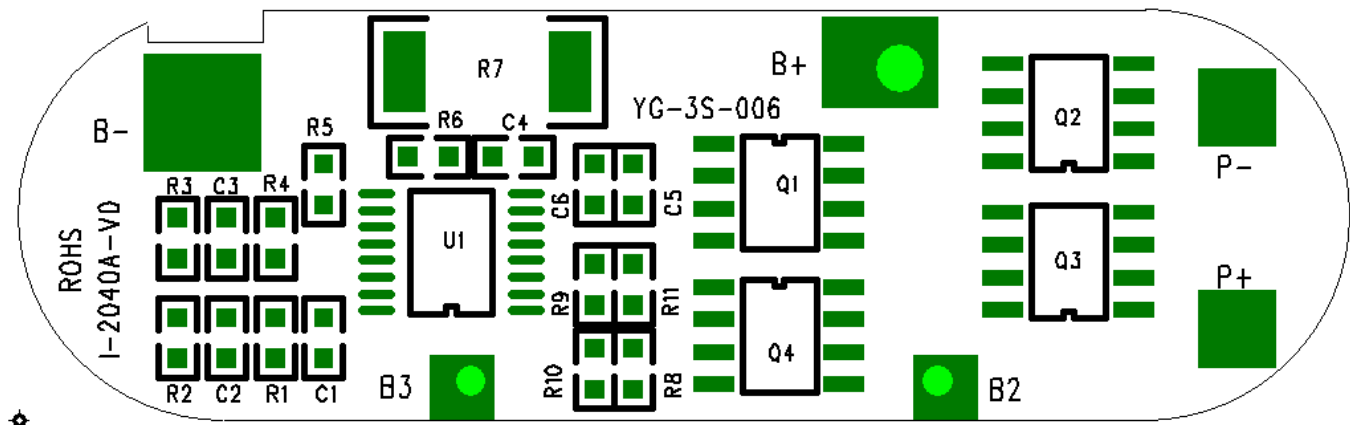 R7
B+
YG-3S-006
Q2
B-
R5
R6
C4
P-
R3
C3
R4
C6
C5
Q1
U1
ROHS
I-2040A-VD
Q3
P+
R9
R11
Q4
R2
C2
R1
C1
B3
R10
R8
B2